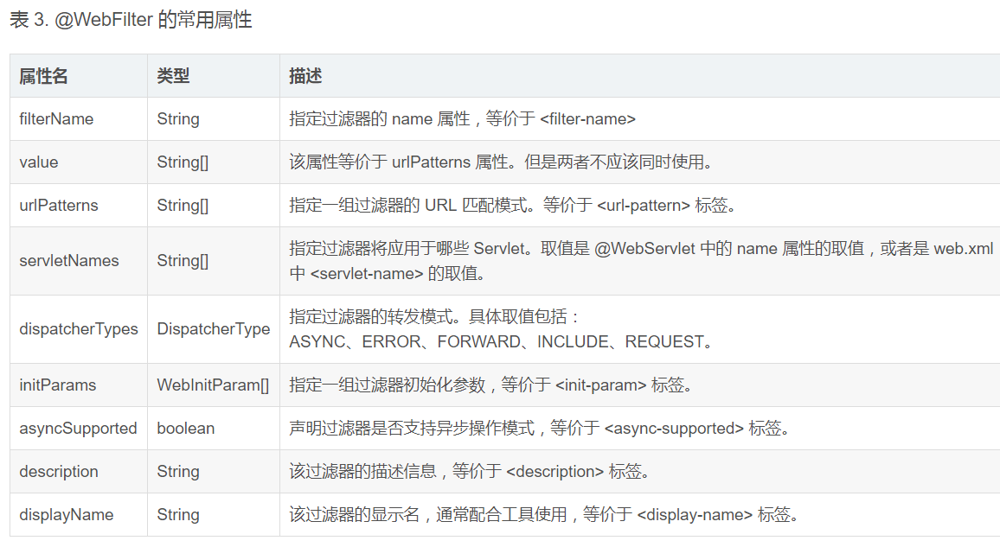 表 3. @WebFilter 的常用属性
属性名 类型 描述
filterName String 指定过滤器的 name 属性，等价于 <filter-name>
value String[] 该属性等价于 urlPatterns 属性。但是两者不应该同时使用。
urlPatterns String[] 指定一组过滤器的 URL 匹配模式。等价于 <url-pattern> 标签。
servletNames String[] 指定过滤器将应用于哪些 Servlet。取值是 @WebServlet 中的 name 属性的取值，或者是 web.xml
中 <servlet-name> 的取值。
dispatcherTypes DispatcherType 指定过滤器的转发模式。具体取值包括：
ASYNC、ERROR、FORWARD、INCLUDE、REQUEST。
initParams WebInitParam[] 指定一组过滤器初始化参数，等价于 <init-param> 标签。
asyncSupported boolean 声明过滤器是否支持异步操作模式，等价于 <async-supported> 标签。
description String 该过滤器的描述信息，等价于 <description> 标签。
displayName String 该过滤器的显示名，通常配合工具使用，等价于 <display-name> 标签。